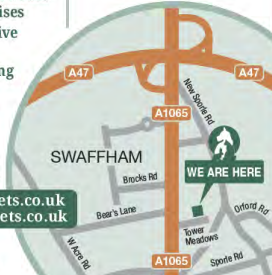 ises
ive
ng
A47
A47
New Sporle Rd
A1065
SWAFFHAM
WE ARE HERE
Brocks Rd
ets.co.uk
ets.co.uk
Bear's Lane
Orford Rd
Tower
Meadows
W Acre Rd
A1065
Sporle Rd